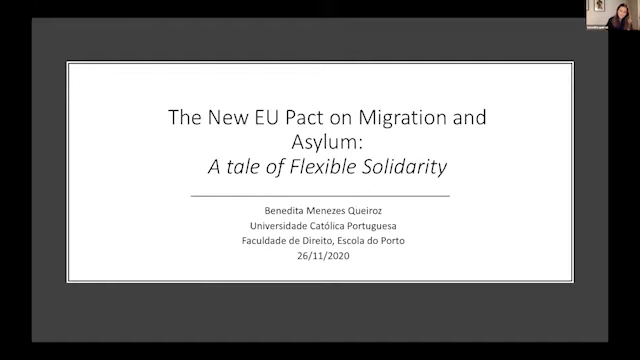 The New EU Pact on Migration and
Asylum:
A tale of Flexible Solidarity
Benedita Menezes Queiroz
Universidade Católica Portuguesa
Faculdade de Direito, Escola do Porto
26/11/2020